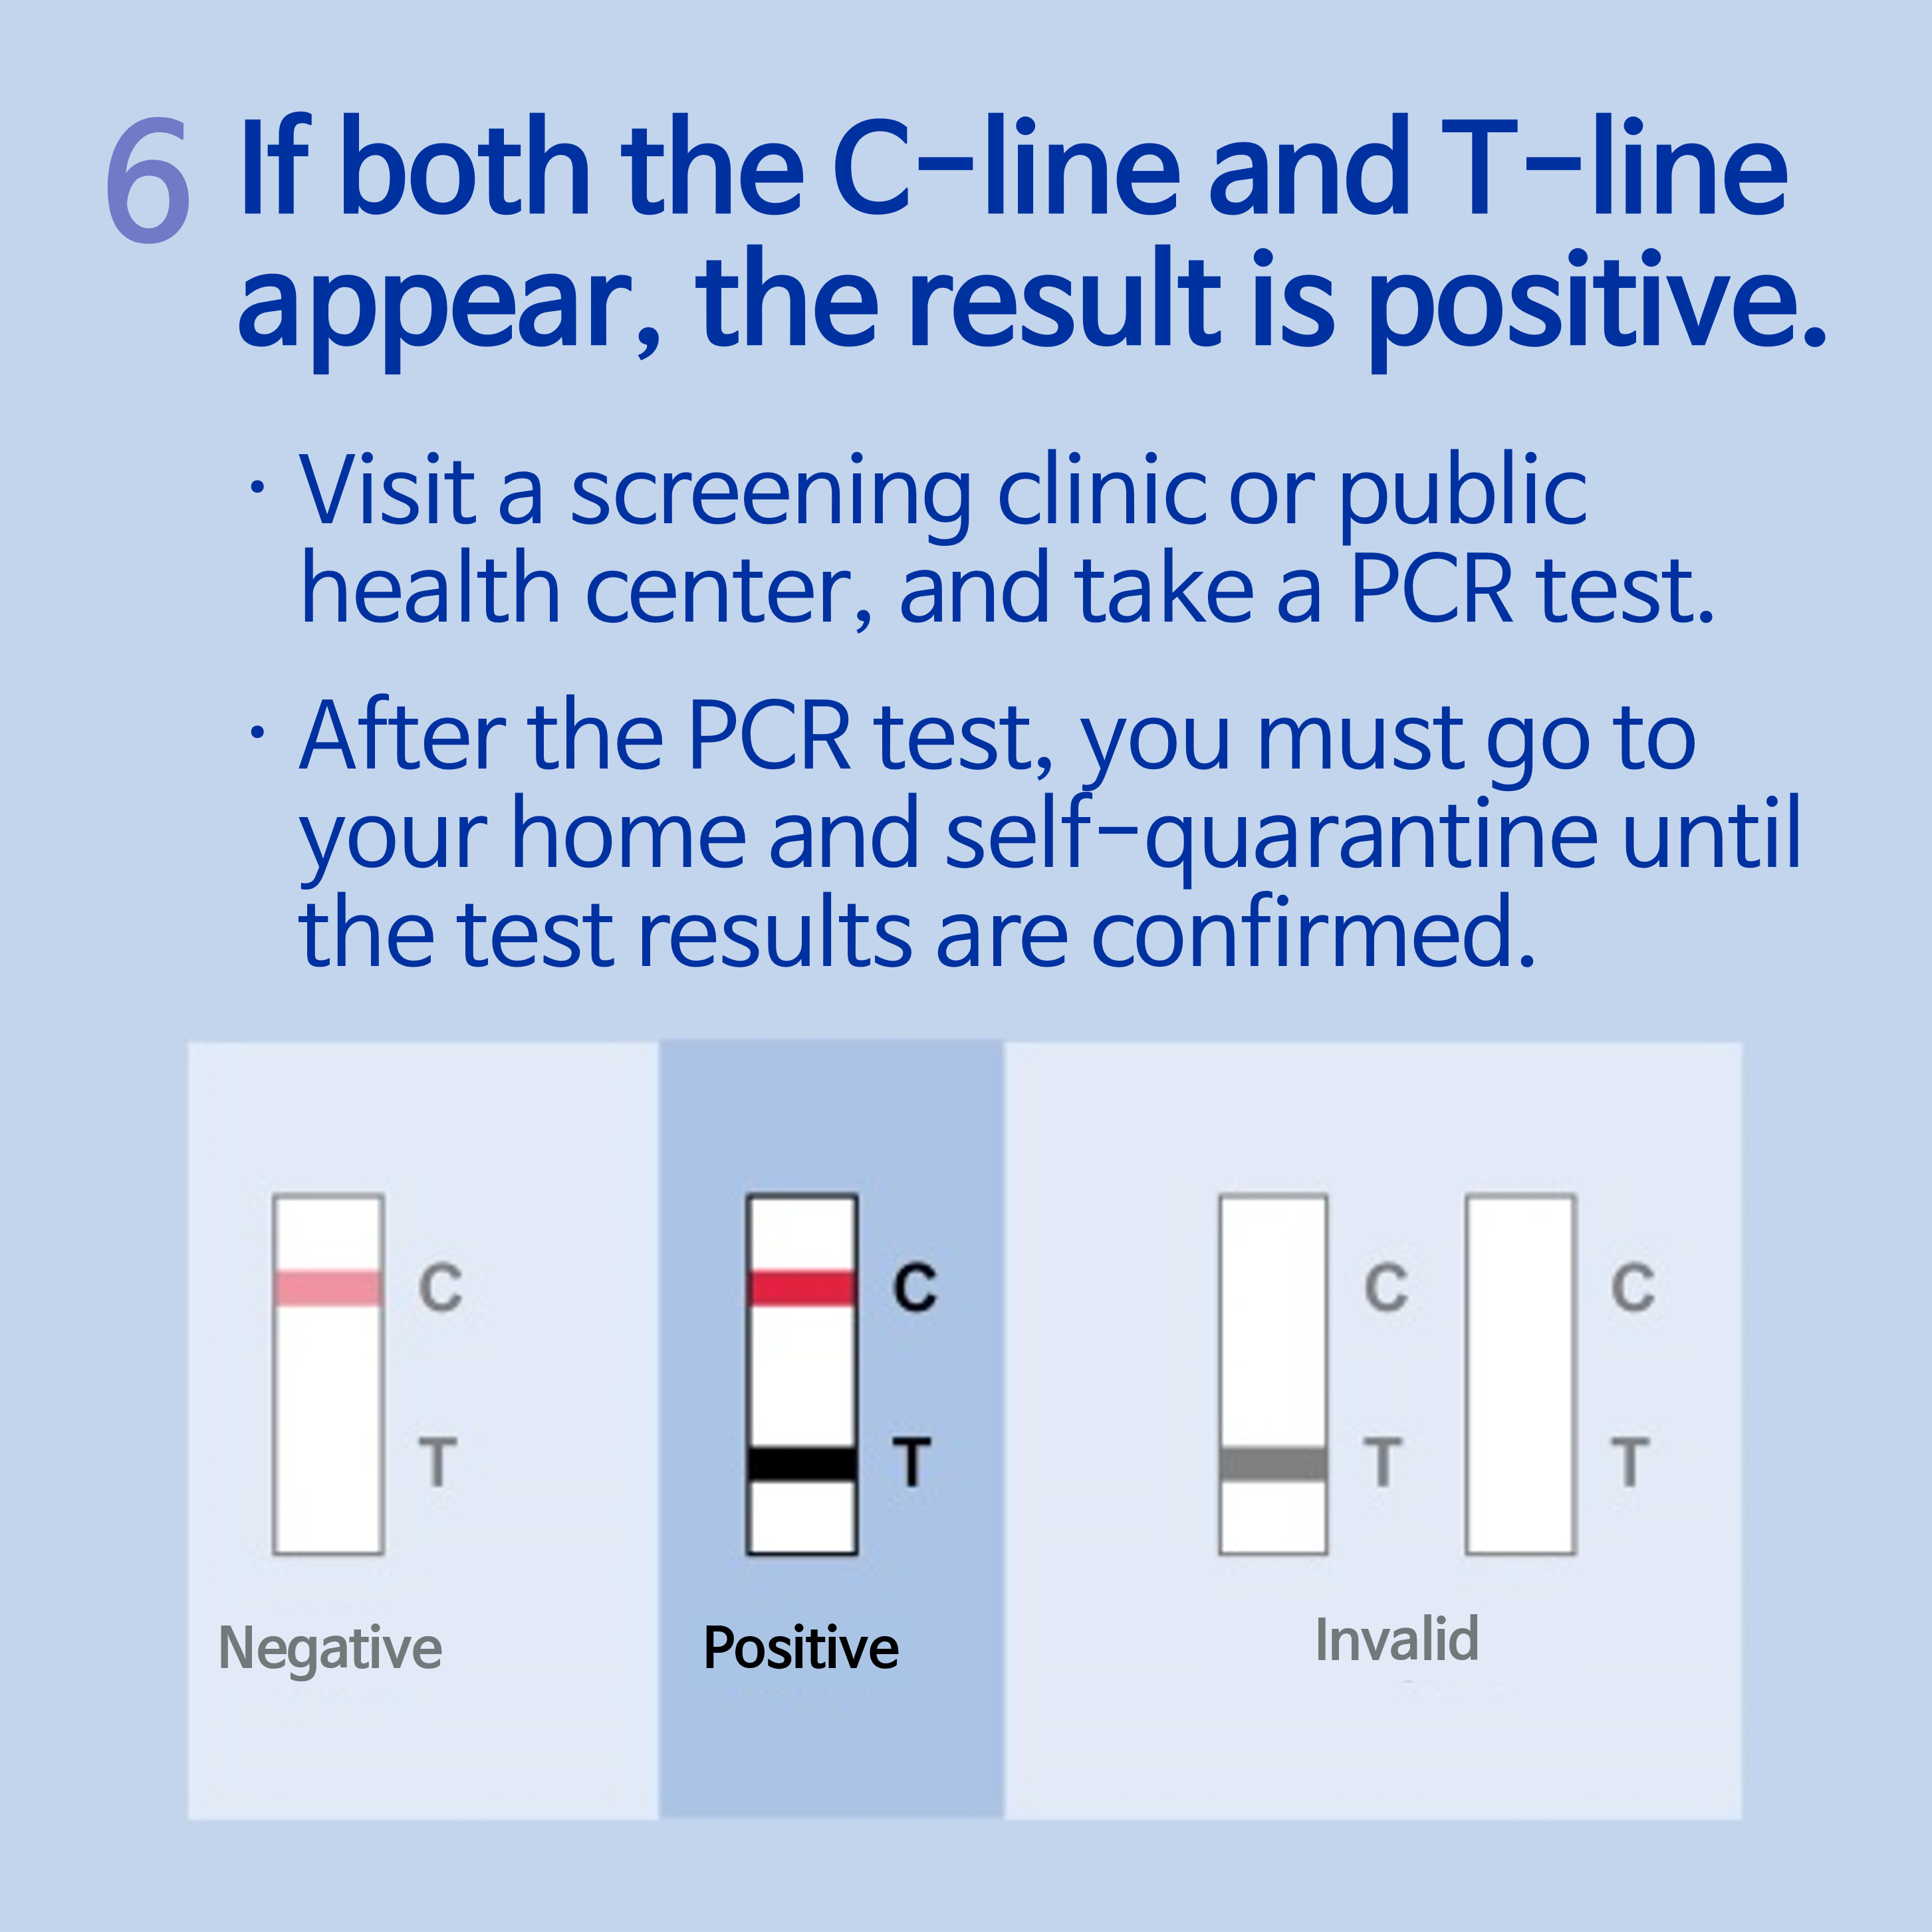 6 If both the C-line and T-line
appear, the result is positive.
· Visit a screening clinic or public
health center, and take a PCR test.
· After the PCR test, you must go to
your home and self-quarantine until
the test results are confirmed.
C C C C
T T T T
Negative Positive Invalid